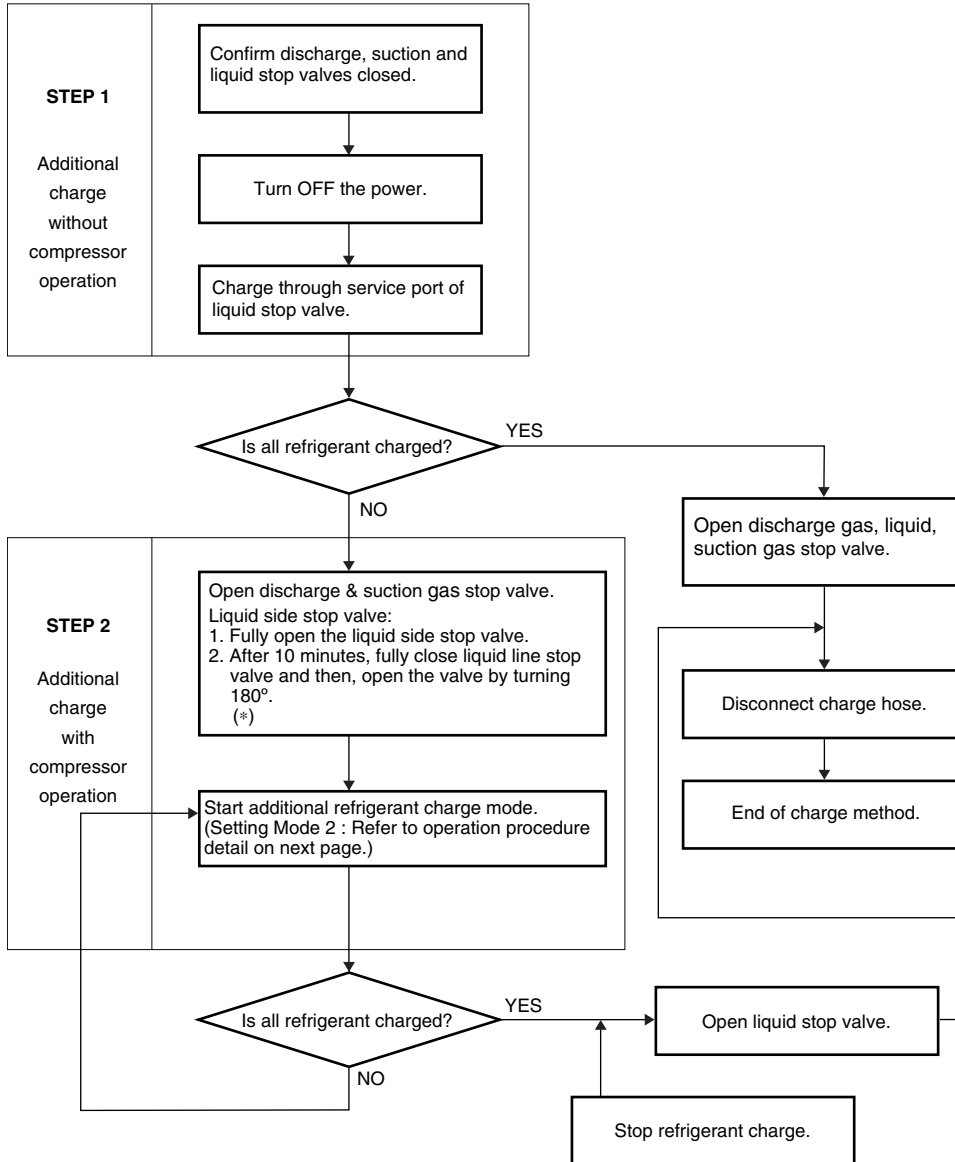 STEP 1
Additional
charge
without
compressor
operation
Confirm discharge, suction and
liquid stop valves closed.
Turn OFF the power.
Charge through service port of
liquid stop valve.
Is all refrigerant charged?
YES
NO
Open discharge gas, liquid,
suction gas stop valve.
Disconnect charge hose.
End of charge method.
STEP 2
Additional
charge
with
compressor
operation
Open discharge & suction gas stop valve.
Liquid side stop valve:
1. Fully open the liquid side stop valve.
2. After 10 minutes, fully close liquid line stop
valve and then, open the valve by turning
180°.
(*)
Start additional refrigerant charge mode.
(Setting Mode 2 : Refer to operation procedure
detail on next page.)
Is all refrigerant charged?
YES
NO
Open liquid stop valve.
Stop refrigerant charge.